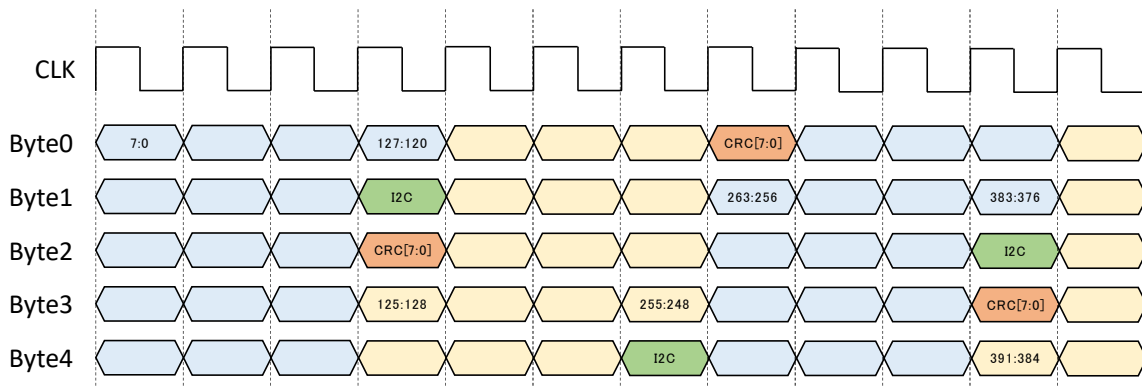 CLK
Byte0 7:0 127:120 CRC[7:0]
Byte1 I2C 263:256 383:376
Byte2 CRC[7:0] I2C
Byte3 125:128 255:248 CRC[7:0]
Byte4 I2C 391:384